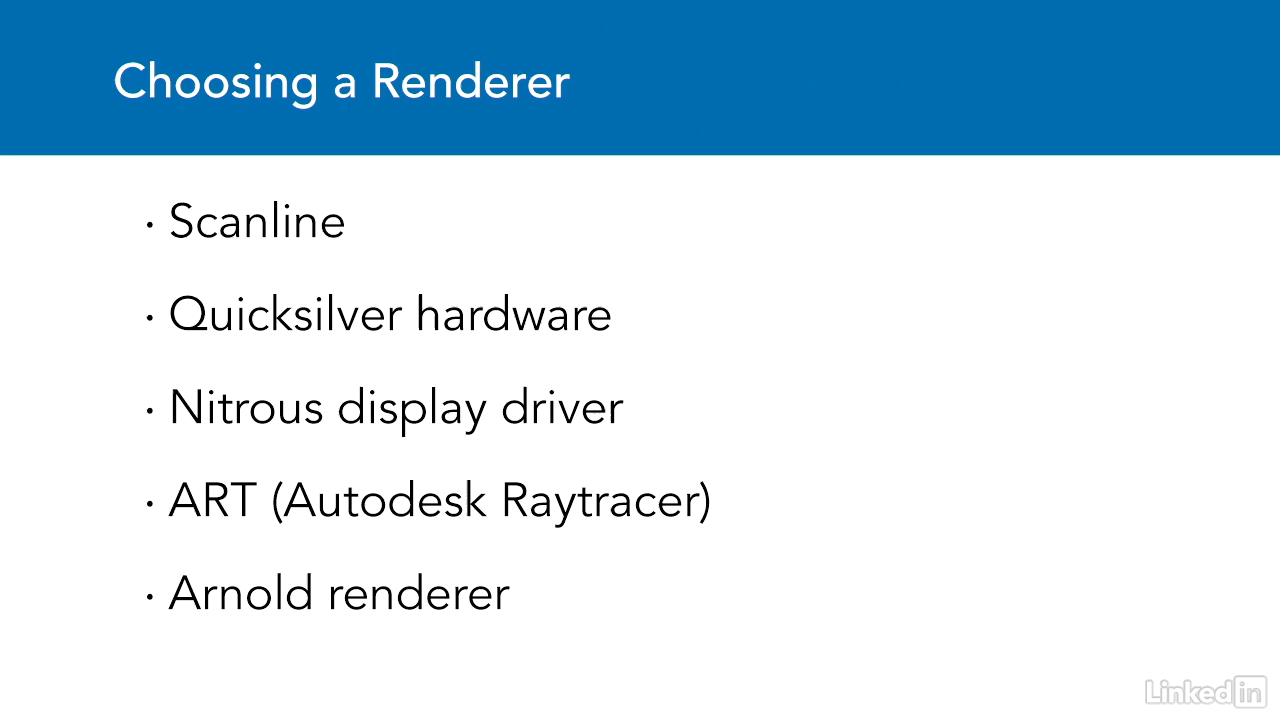 Choosing a Renderer
· Scanline
· Quicksilver hardware
· Nitrous display driver
· ART (Autodesk Raytracer)
· Arnold renderer
Linked in